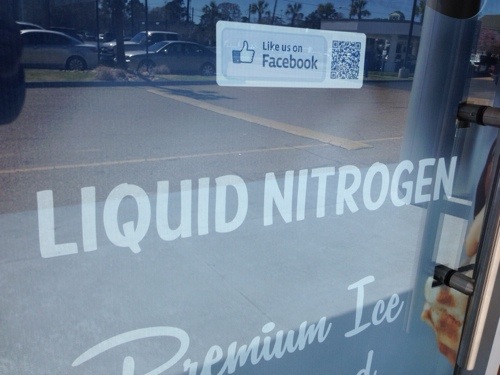 Like us on
Facebook
LIQUID NITROGEN
Premium Ice